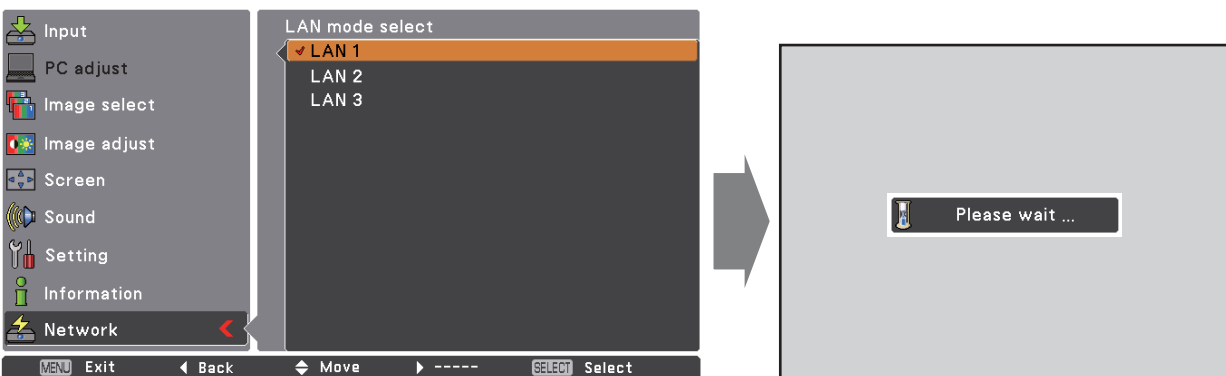 Input
PC adjust
Image select
Image adjust
Screen
Sound
Setting
Information
Network
LAN mode select
LAN 1
LAN 2
LAN 3
MENU Exit Back Move ----- SELECT Select
Please wait ...